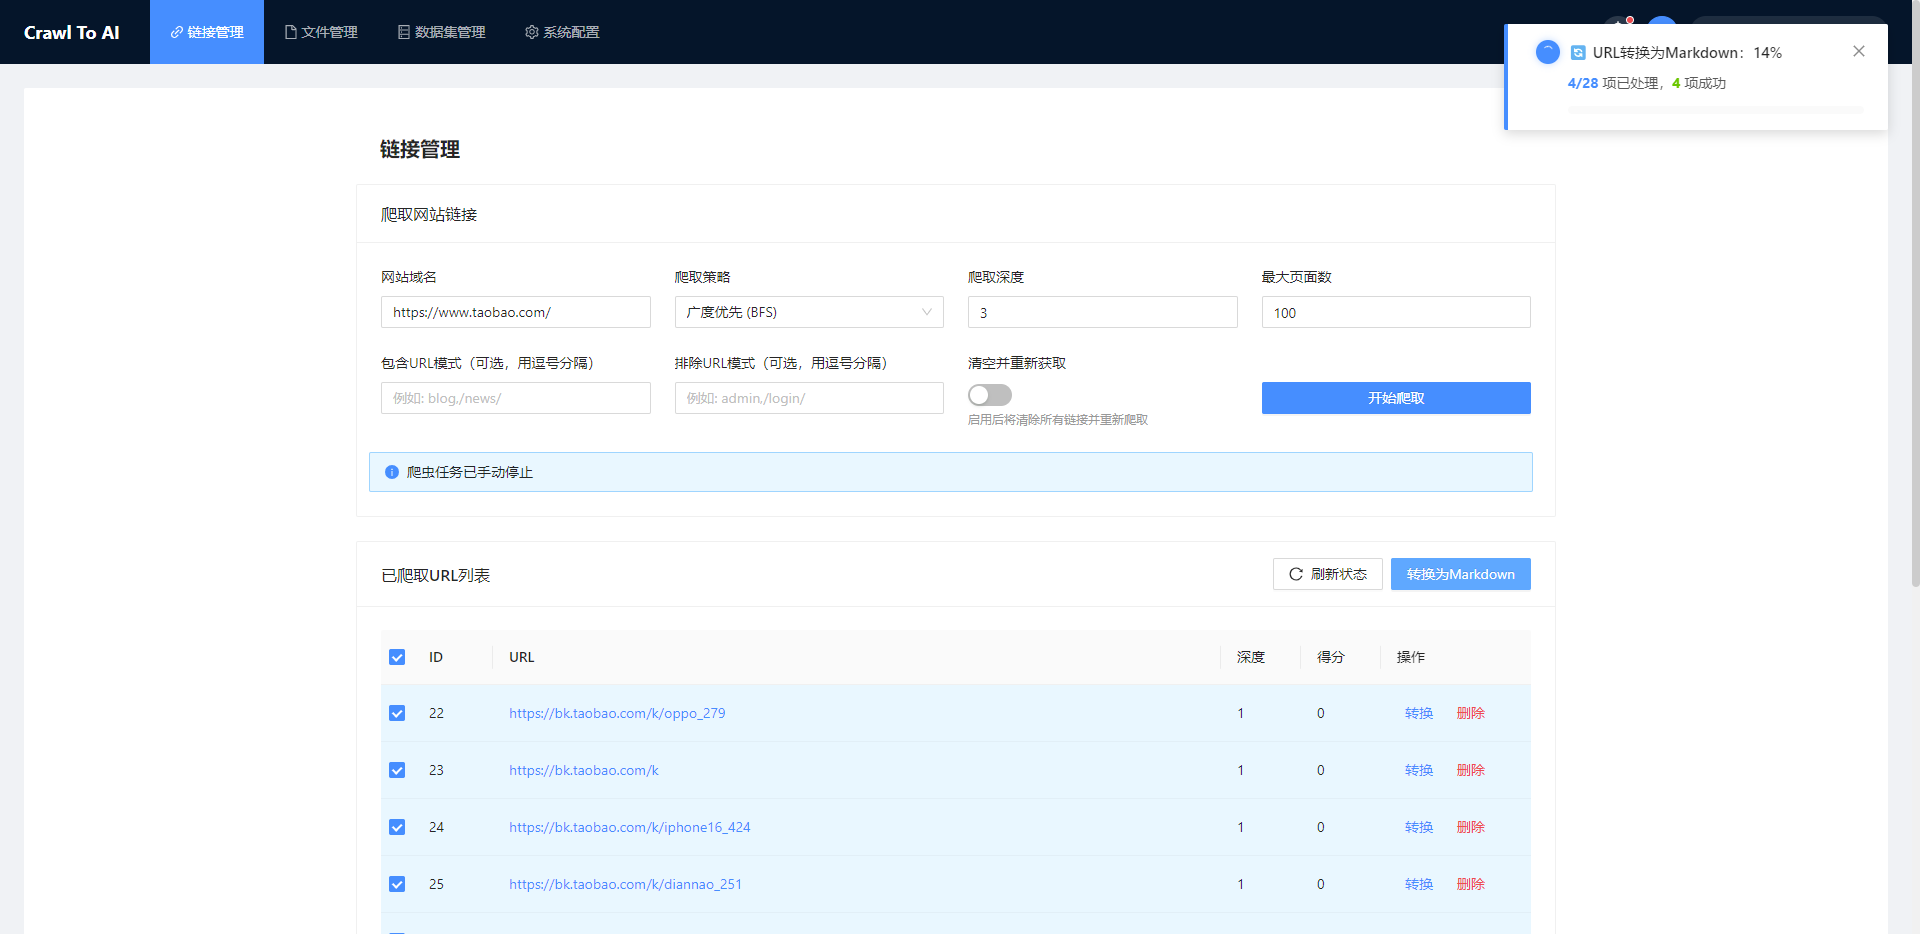 Crawl To AI 链接管理 文件管理 数据集管理 系统配置
URL转换为Markdown：14%
4/28 项已处理，4 项成功
链接管理
爬取网站链接
网站域名 爬取策略 爬取深度 最大页面数
https://www.taobao.com/ 广度优先 (BFS) 3 100
包含URL模式（可选，用逗号分隔） 排除URL模式（可选，用逗号分隔） 清空并重新获取
例如: blog,/news/ 例如: admin,/login/ 开始爬取
启用后将清除所有链接并重新爬取
爬虫任务已手动停止
已爬取URL列表 刷新状态 转换为Markdown
ID URL 深度 得分 操作
22 https://bk.taobao.com/k/oppo_279 1 0 转换 删除
23 https://bk.taobao.com/k 1 0 转换 删除
24 https://bk.taobao.com/k/iphone16_424 1 0 转换 删除
25 https://bk.taobao.com/k/diannao_251 1 0 转换 删除